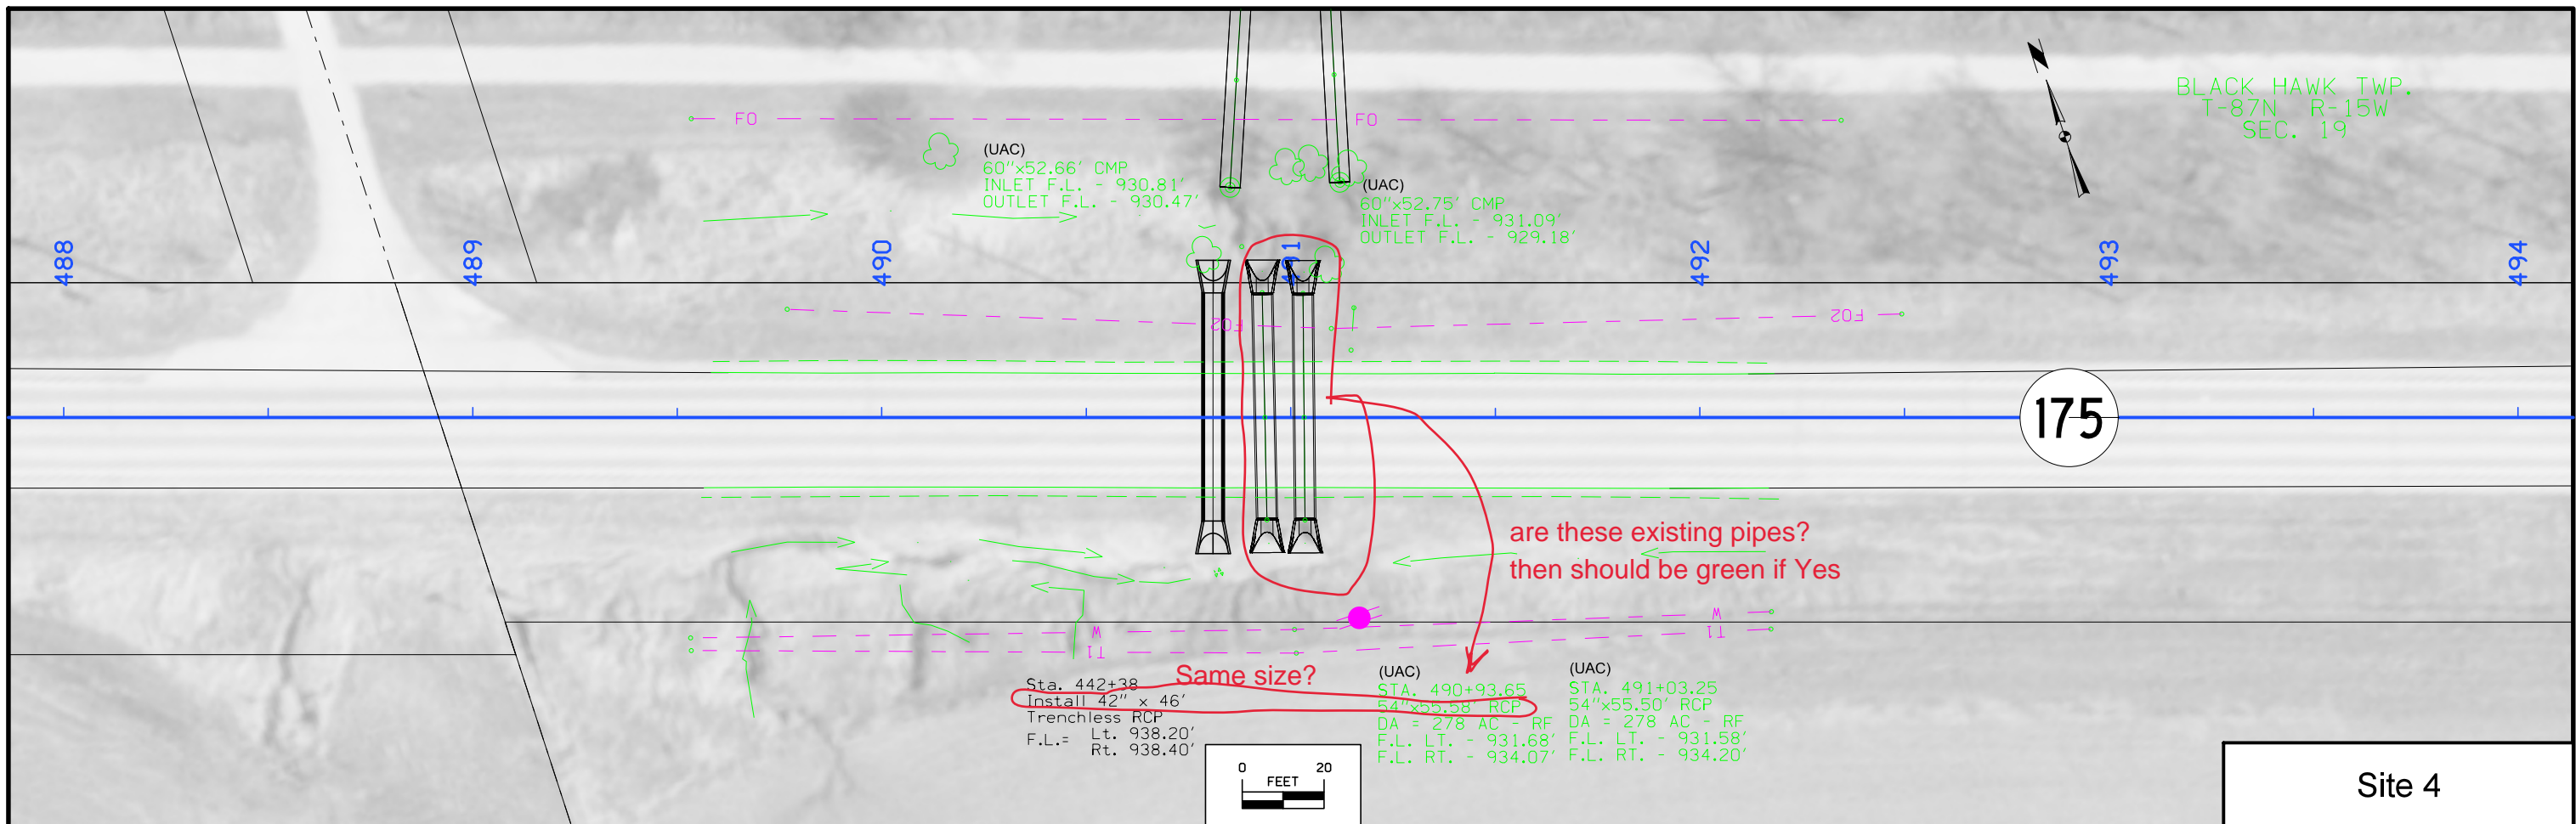 BLACK HAWK TWP.
T-87N R-15W
SEC. 19
FO
FO
(UAC)
60"x52.66' CMP
INLET F.L. - 930.81'
OUTLET F.L. - 930.47'
(UAC)
60"x52.75' CMP
INLET F.L. - 931.09'
OUTLET F.L. - 929.18'
488
489
490
491
492
493
494
FO2
FO2
175
are these existing pipes?
then should be green if Yes
W
T1
W
T1
Same size?
Sta. 442+38
Install 42" x 46'
Trenchless RCP
F.L.= Lt. 938.20'
Rt. 938.40'
(UAC)
STA. 490+93.65
54"x55.58' RCP
DA = 278 AC - RF
F.L. LT. - 931.68'
F.L. RT. - 934.07'
(UAC)
STA. 491+03.25
54"x55.50' RCP
DA = 278 AC - RF
F.L. LT. - 931.58'
F.L. RT. - 934.20'
0 20
FEET
Site 4